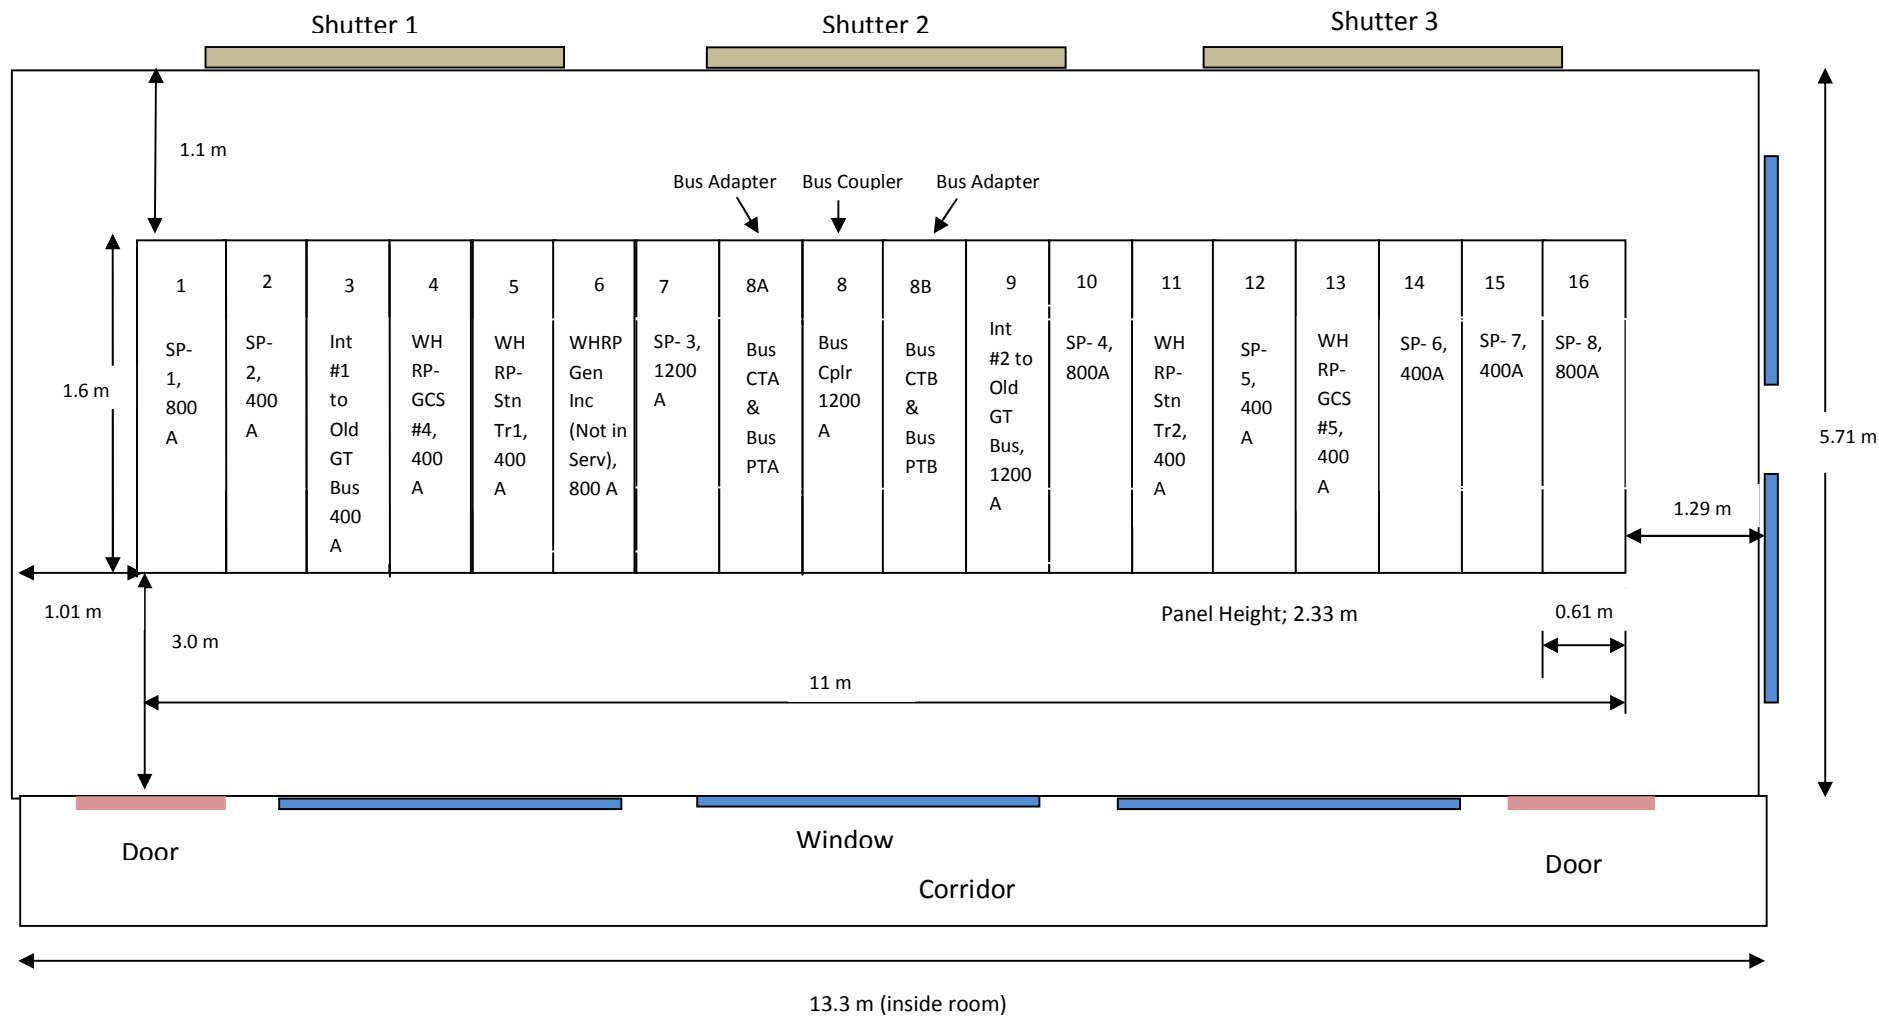 Shutter 1
Shutter 2
Shutter 3
1.1 m
Bus Adapter
Bus Coupler
Bus Adapter
1
SP-
1,
800
A
2
SP-
2,
400
A
3
Int
#1
to
Old
GT
Bus
400
A
4
WH
RP-
GCS
#4,
400
A
5
WH
RP-
Stn
Tr1,
400
A
6
WHRP
Gen
Inc
(Not in
Serv),
800 A
7
SP- 3,
1200
A
8A
Bus
CTA
&
Bus
PTA
8
Bus
Cplr
1200
A
8B
Bus
CTB
&
Bus
PTB
9
Int
#2 to
Old
GT
Bus,
1200
A
10
SP- 4,
800A
11
WH
RP-
Stn
Tr2,
400
A
12
SP-
5,
400
A
13
WH
RP-
GCS
#5,
400
A
14
SP- 6,
400A
15
SP- 7,
400A
16
SP- 8,
800A
1.6 m
5.71 m
1.29 m
1.01 m
3.0 m
Panel Height; 2.33 m
0.61 m
11 m
Door
Window
Door
Corridor
13.3 m (inside room)